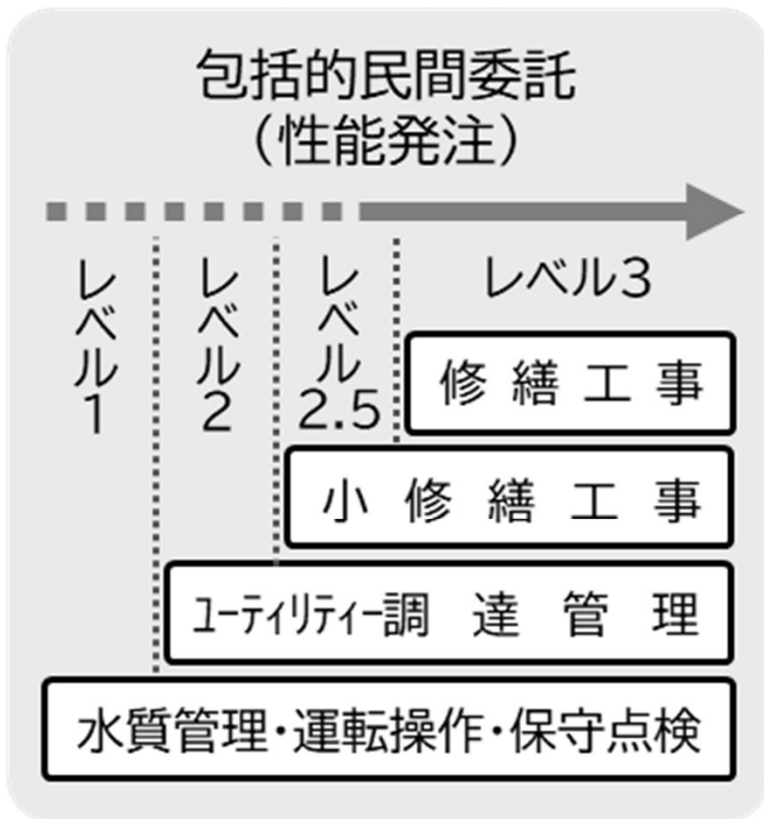 包括的民間委託
（性能発注）
レベル1
レベル2
レベル2.5
レベル3
修繕工事
小修繕工事
ﾕｰﾃｨﾘﾃｨｰ調達管理
水質管理・運転操作・保守点検